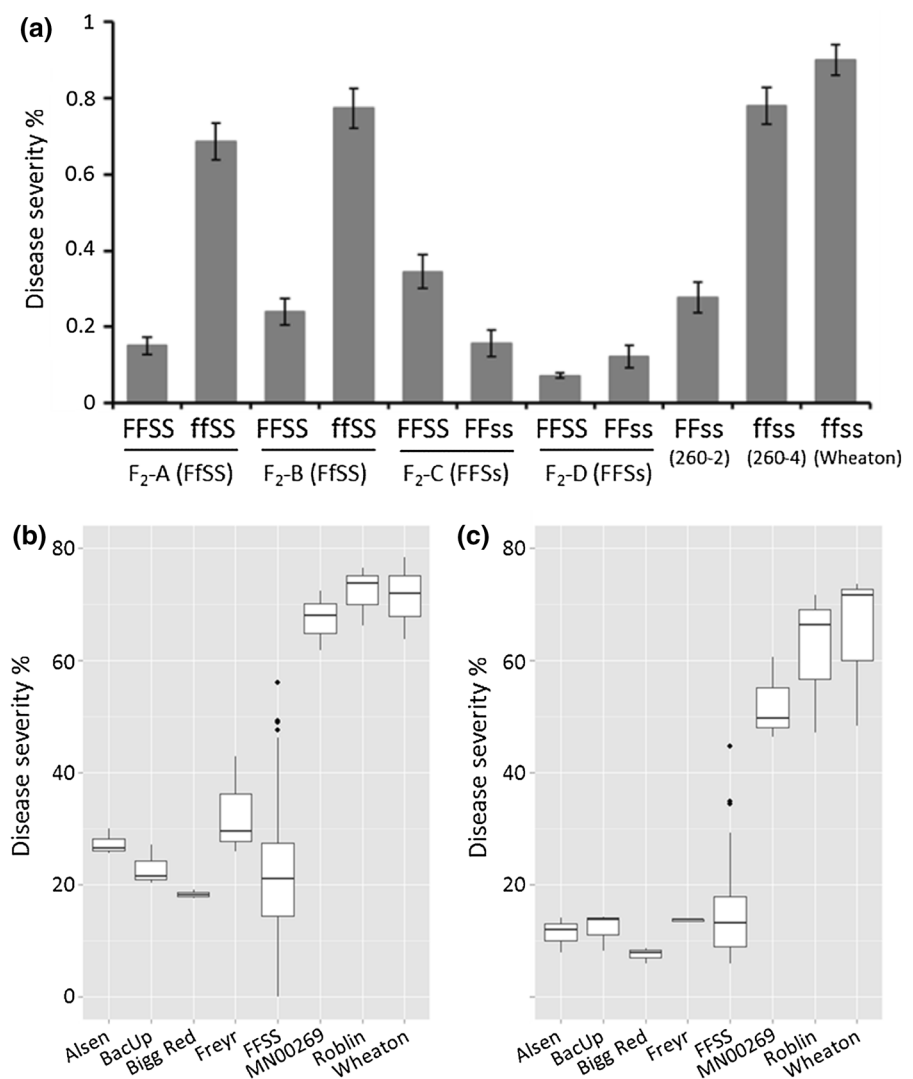 (a)
Disease severity %
1
0.8
0.6
0.4
0.2
0
FFSS ffSS FFSS ffSS FFSS FFss FFSS FFss FFss ffss ffss
(260-2) (260-4) (Wheaton)
F2-A (FfSS) F2-B (FfSS) F2-C (FFSs) F2-D (FFSs)
(b)
Disease severity %
80
60
40
20
0
Alsen BacUp Bigg Red Freyr FFSS MN00269 Roblin Wheaton
(c)
Disease severity %
80
60
40
20
Alsen BacUp Bigg Red Freyr FFSS MN00269 Roblin Wheaton